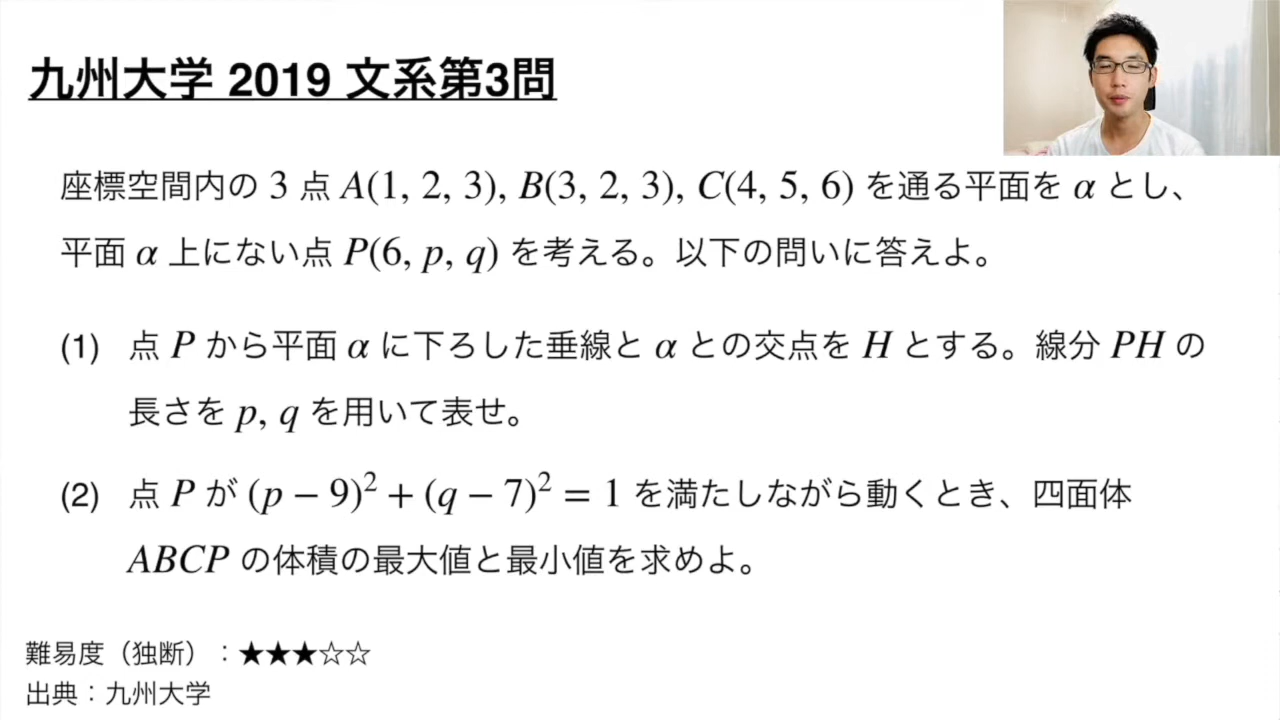 九州大学 2019 文系第3問
座標空間内の 3 点 A(1, 2, 3), B(3, 2, 3), C(4, 5, 6) を通る平面を α とし、
平面 α 上にない点 P(6, p, q) を考える。以下の問いに答えよ。
(1) 点 P から平面 α に下ろした垂線と α との交点を H とする。線分 PH の
長さを p, q を用いて表せ。
(2) 点 P が (p − 9)² + (q − 7)² = 1 を満たしながら動くとき、四面体
ABCP の体積の最大値と最小値を求めよ。
難易度（独断）：★★★☆☆
出典：九州大学